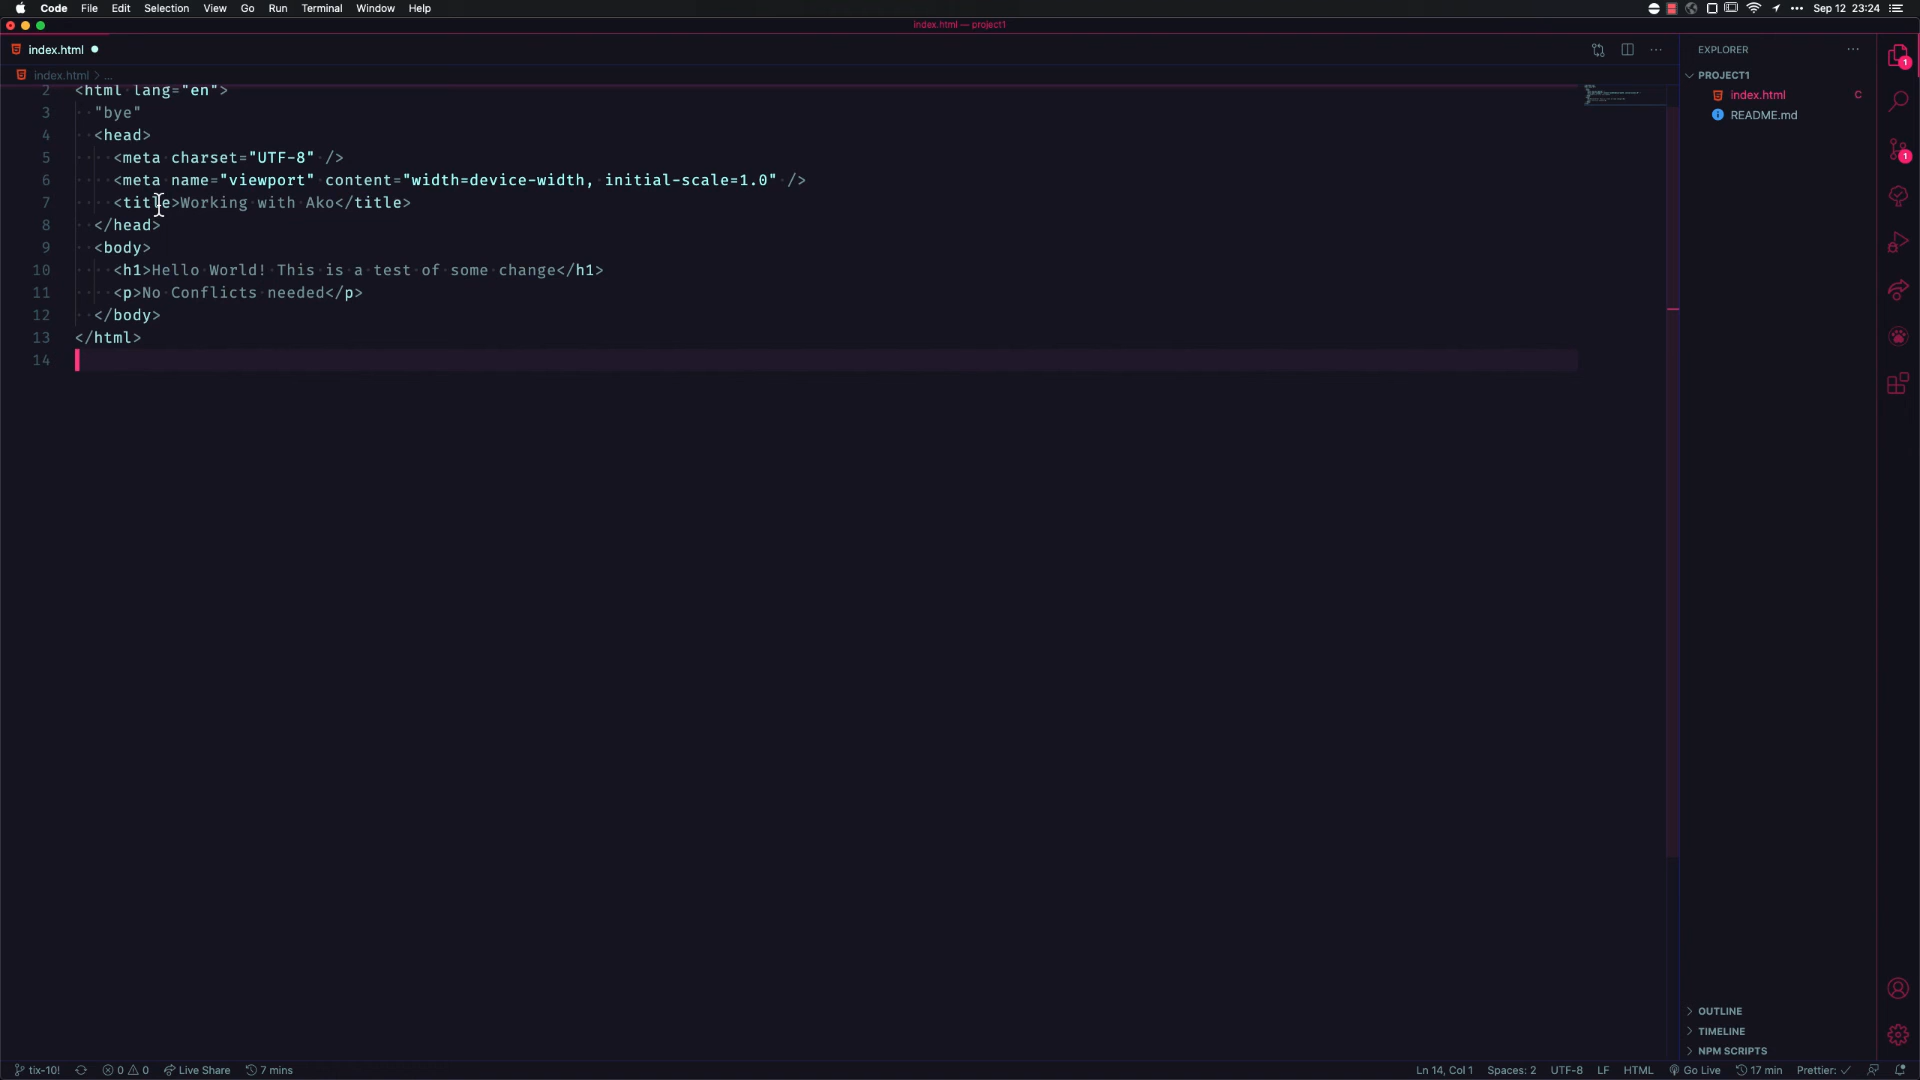 Code File Edit Selection View Go Run Terminal Window Help Sep 12 23:24
index.html — project1
index.html
index.html > ...
2 <html lang="en">
3 "bye"
4 <head>
5 <meta charset="UTF-8" />
6 <meta name="viewport" content="width=device-width, initial-scale=1.0" />
7 <title>Working with Ako</title>
8 </head>
9 <body>
10 <h1>Hello World! This is a test of some change</h1>
11 <p>No Conflicts needed</p>
12 </body>
13 </html>
14
EXPLORER
PROJECT1
index.html C
README.md
1
1
OUTLINE
TIMELINE
NPM SCRIPTS
tix-10! 0 0 Live Share 7 mins Ln 14, Col 1 Spaces: 2 UTF-8 LF HTML Go Live 17 min Prettier: ✓